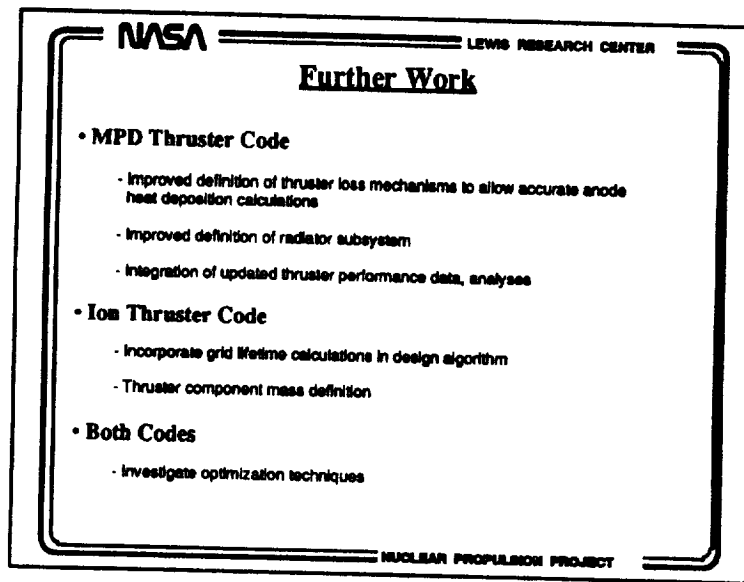 NASA
LEWIS RESEARCH CENTER
Further Work
• MPD Thruster Code
- Improved definition of thruster loss mechanisms to allow accurate anode
heat deposition calculations
- Improved definition of radiator subsystem
- Integration of updated thruster performance data, analyses
• Ion Thruster Code
- Incorporate grid lifetime calculations in design algorithm
- Thruster component mass definition
• Both Codes
- Investigate optimization techniques
NUCLEAR PROPULSION PROJECT